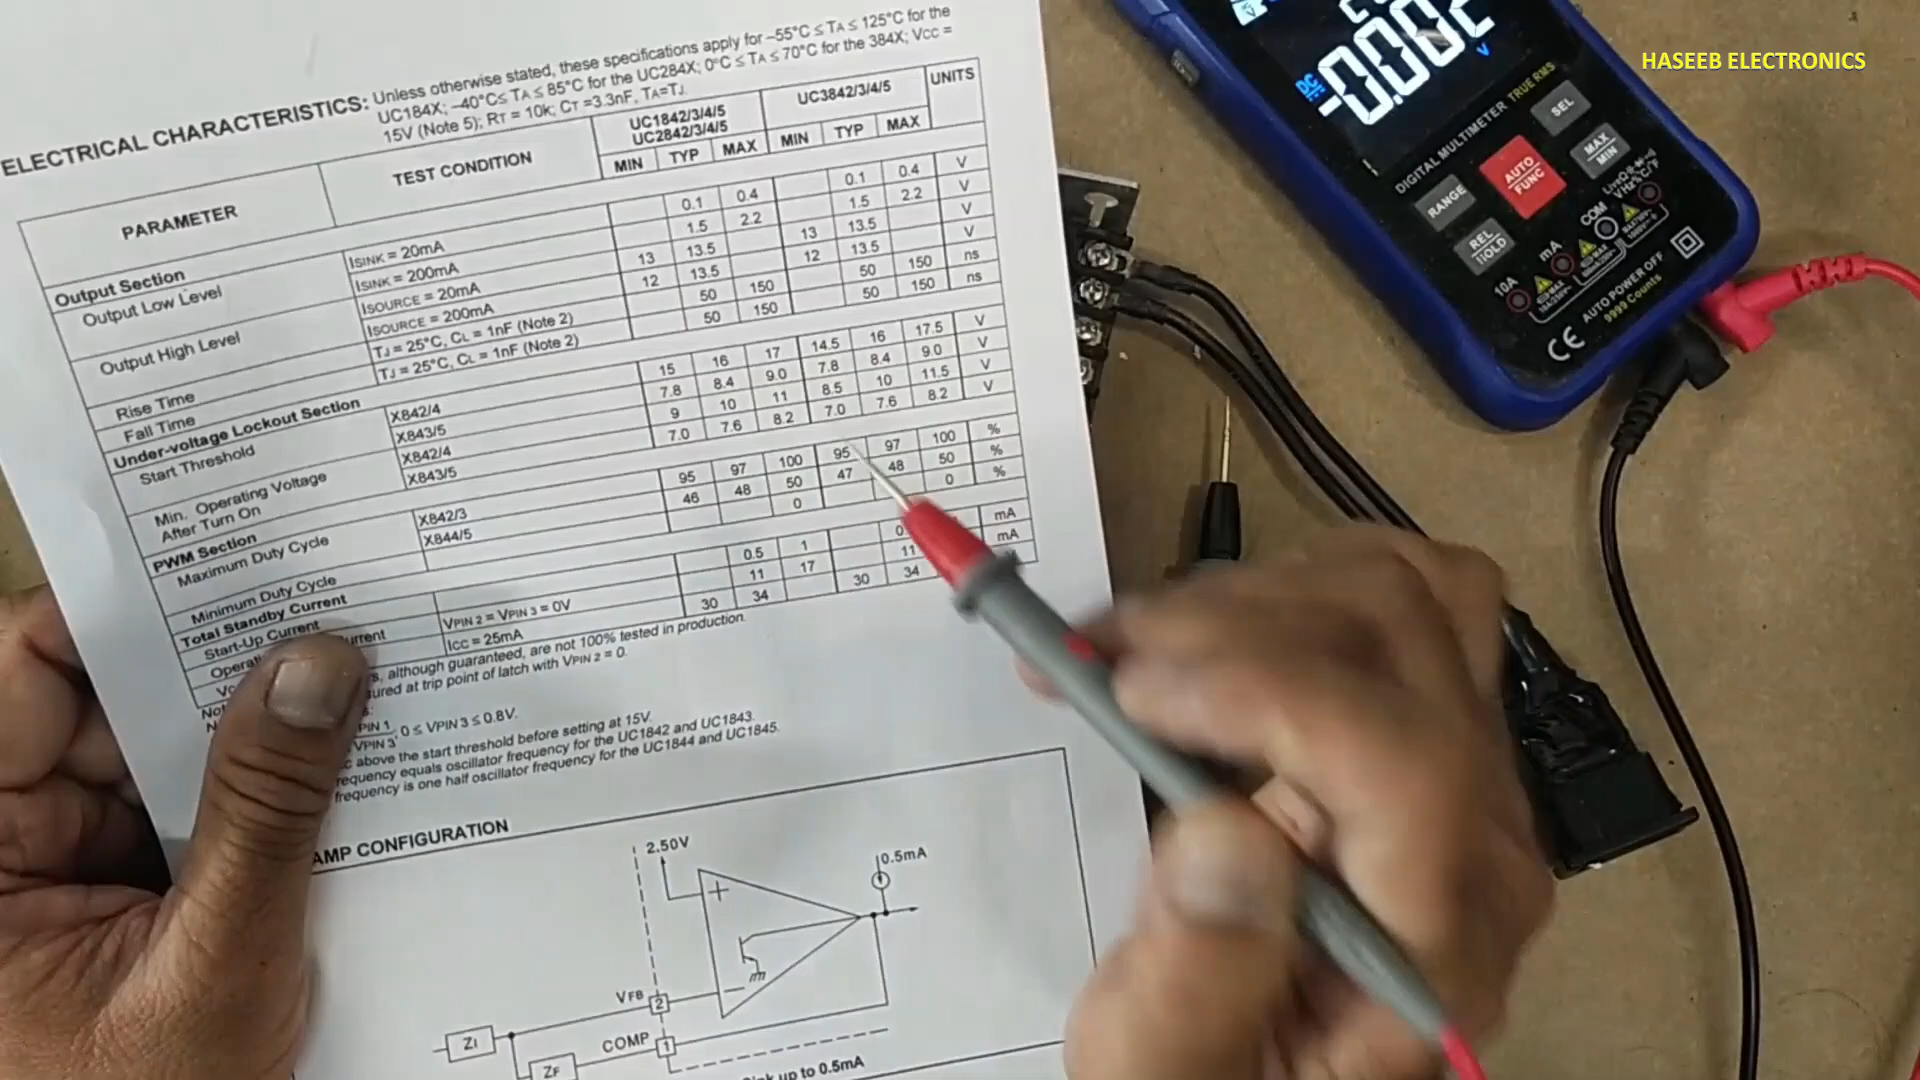 HASEEB ELECTRONICS
ELECTRICAL CHARACTERISTICS: Unless otherwise stated, these specifications apply for –55°C ≤ TA ≤ 125°C for the
UC184X; –40°C≤ TA ≤ 85°C for the UC284X; 0°C ≤ TA ≤ 70°C for the 384X; VCC =
15V (Note 5); RT = 10k; CT =3.3nF, TA=TJ.
PARAMETER TEST CONDITION UC1842/3/4/5 UC2842/3/4/5 UC3842/3/4/5 UNITS
MIN TYP MAX MIN TYP MAX
Output Section
Output Low Level ISINK = 20mA 0.1 0.4 0.1 0.4 V
ISINK = 200mA 1.5 2.2 1.5 2.2 V
Output High Level ISOURCE = 20mA 13 13.5 13 13.5 V
ISOURCE = 200mA 12 13.5 12 13.5 V
Rise Time TJ = 25°C, CL = 1nF (Note 2) 50 150 50 150 ns
Fall Time TJ = 25°C, CL = 1nF (Note 2) 50 150 50 150 ns
Under-voltage Lockout Section
Start Threshold X842/4 15 16 17 14.5 16 17.5 V
X843/5 7.8 8.4 9.0 7.8 8.4 9.0 V
Min. Operating Voltage After Turn On X842/4 9 10 11 8.5 10 11.5 V
X843/5 7.0 7.6 8.2 7.0 7.6 8.2 V
PWM Section
Maximum Duty Cycle X842/3 95 97 100 95 97 100 %
X844/5 46 48 50 47 48 50 %
Minimum Duty Cycle 0 0 %
Total Standby Current
Start-Up Current 0.5 1 mA
VPIN 2 = VPIN 3 = 0V 11 17 11 mA
ICC = 25mA 30 34 30 34
although guaranteed, are not 100% tested in production.
at trip point of latch with VPIN 2 = 0.
PIN 1
VPIN 3, 0 ≤ VPIN 3 ≤ 0.8V.
above the start threshold before setting at 15V.
equals oscillator frequency for the UC1842 and UC1843.
frequency is one half oscillator frequency for the UC1844 and UC1845.
AMP CONFIGURATION
2.50V
0.5mA
VFB 2
ZI
COMP 1
ZF
up to 0.5mA
DC
V
DIGITAL MULTIMETER TRUE RMS
SEL
RANGE
AUTO
FUNC
MAX
MIN
REL
HOLD
10A
mA
COM
CE
AUTO POWER OFF
9999 Counts